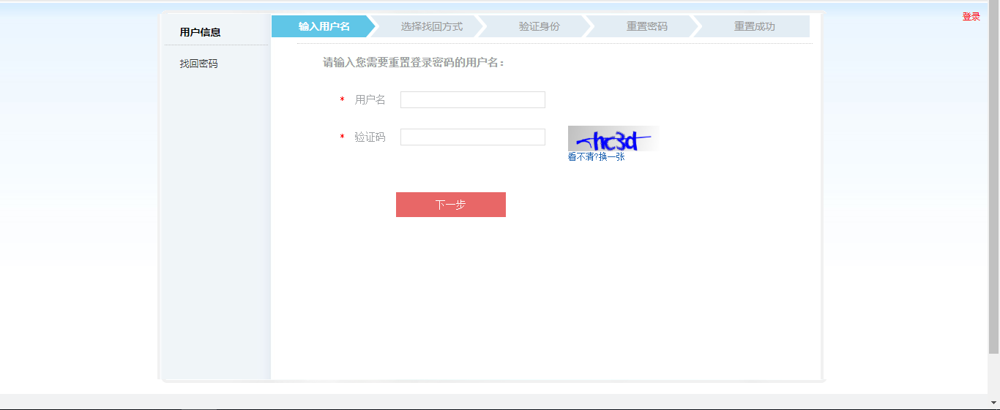 登录
用户信息
找回密码
输入用户名 选择找回方式 验证身份 重置密码 重置成功
请输入您需要重置登录密码的用户名：
* 用户名
* 验证码
hc3d
看不清?换一张
下一步